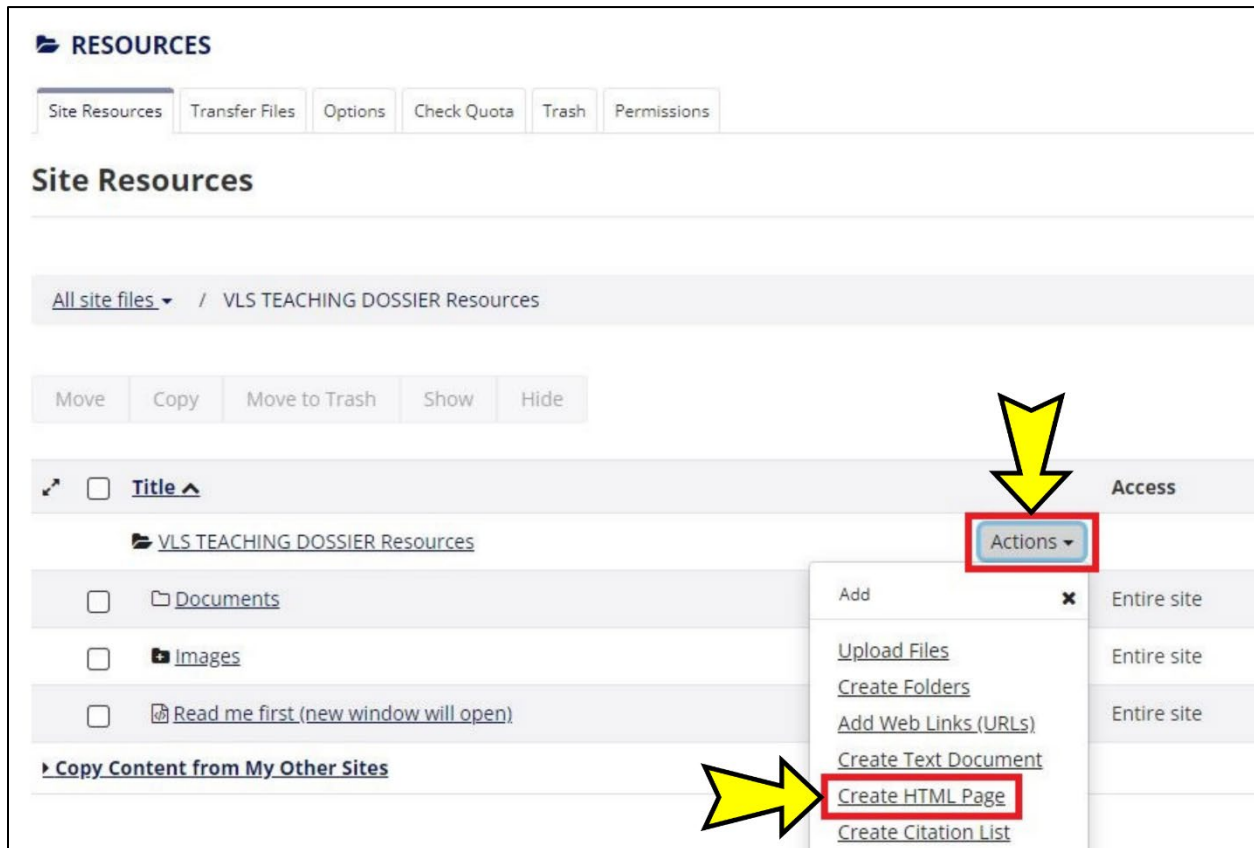 RESOURCES
Site Resources Transfer Files Options Check Quota Trash Permissions
Site Resources
All site files / VLS TEACHING DOSSIER Resources
Move Copy Move to Trash Show Hide
Title Access
VLS TEACHING DOSSIER Resources Actions
Documents Entire site
Images Entire site
Read me first (new window will open) Entire site
Copy Content from My Other Sites
Add
Upload Files
Create Folders
Add Web Links (URLs)
Create Text Document
Create HTML Page
Create Citation List